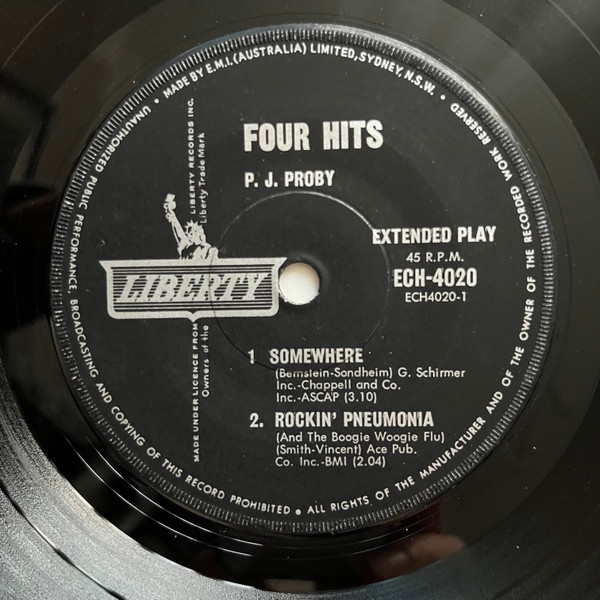 UNAUTHORIZED PUBLIC PERFORMANCE, BROADCASTING AND COPYING OF THIS RECORD PROHIBITED • ALL RIGHTS OF THE MANUFACTURER AND OF THE OWNER OF THE RECORDED WORK RESERVED •
MADE BY E.M.I. (AUSTRALIA) LIMITED, SYDNEY, N.S.W. •
FOUR HITS
P. J. PROBY
EXTENDED PLAY
45 R.P.M.
ECH-4020
ECH4020-1
LIBERTY
MADE UNDER LICENCE FROM LIBERTY RECORDS INC.
Owners of the Liberty Trade Mark
1 SOMEWHERE
(Bernstein-Sondheim) G. Schirmer
Inc.-Chappell and Co.
Inc.-ASCAP (3.10)
2. ROCKIN' PNEUMONIA
(And The Boogie Woogie Flu)
(Smith-Vincent) Ace Pub.
Co. Inc.-BMI (2.04)